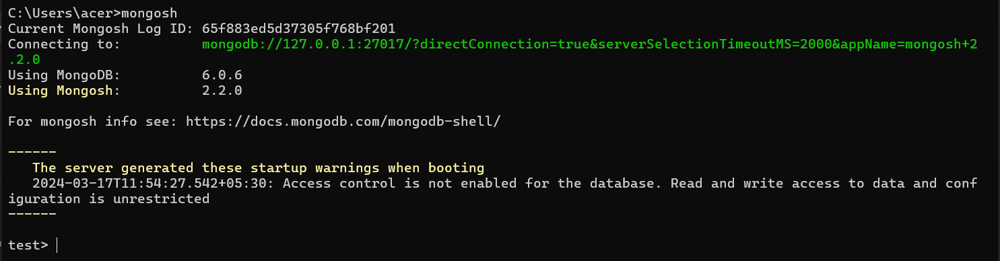 C:\Users\acer>mongosh
Current Mongosh Log ID: 65f883ed5d37305f768bf201
Connecting to:          mongodb://127.0.0.1:27017/?directConnection=true&serverSelectionTimeoutMS=2000&appName=mongosh+2
.2.0
Using MongoDB:          6.0.6
Using Mongosh:          2.2.0
For mongosh info see: https://docs.mongodb.com/mongodb-shell/
------
   The server generated these startup warnings when booting
   2024-03-17T11:54:27.542+05:30: Access control is not enabled for the database. Read and write access to data and conf
iguration is unrestricted
------
test>